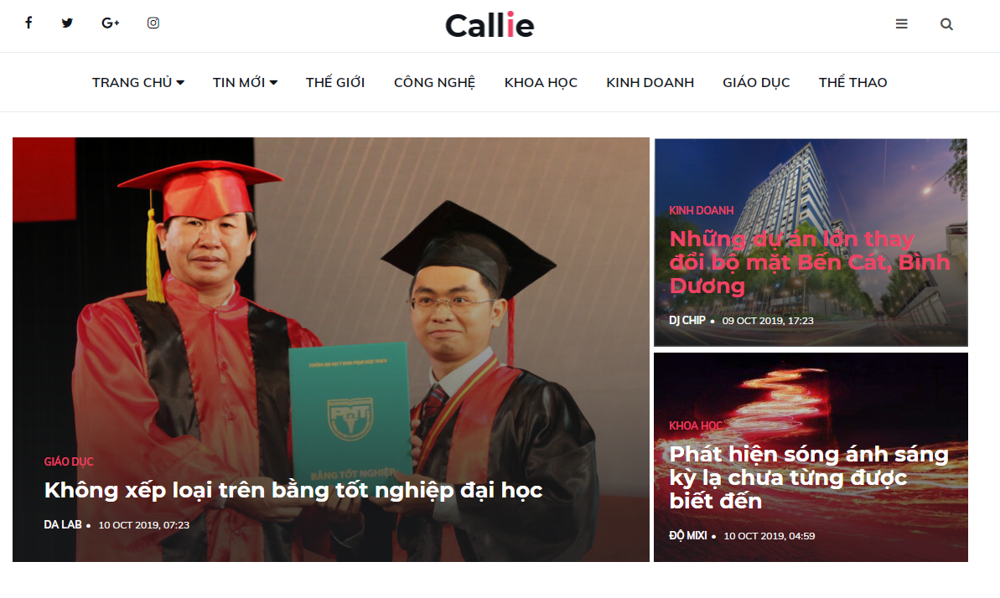 Callie
TRANG CHỦ
TIN MỚI
THẾ GIỚI
CÔNG NGHỆ
KHOA HỌC
KINH DOANH
GIÁO DỤC
THỂ THAO
BẰNG TỐT NGHIỆP
GIÁO DỤC
Không xếp loại trên bằng tốt nghiệp đại học
DA LAB • 10 OCT 2019, 07:23
KINH DOANH
Những dự án lớn thay
đổi bộ mặt Bến Cát, Bình
Dương
DJ CHIP • 09 OCT 2019, 17:23
KHOA HỌC
Phát hiện sóng ánh sáng
kỳ lạ chưa từng được
biết đến
ĐỘ MIXI • 10 OCT 2019, 04:59